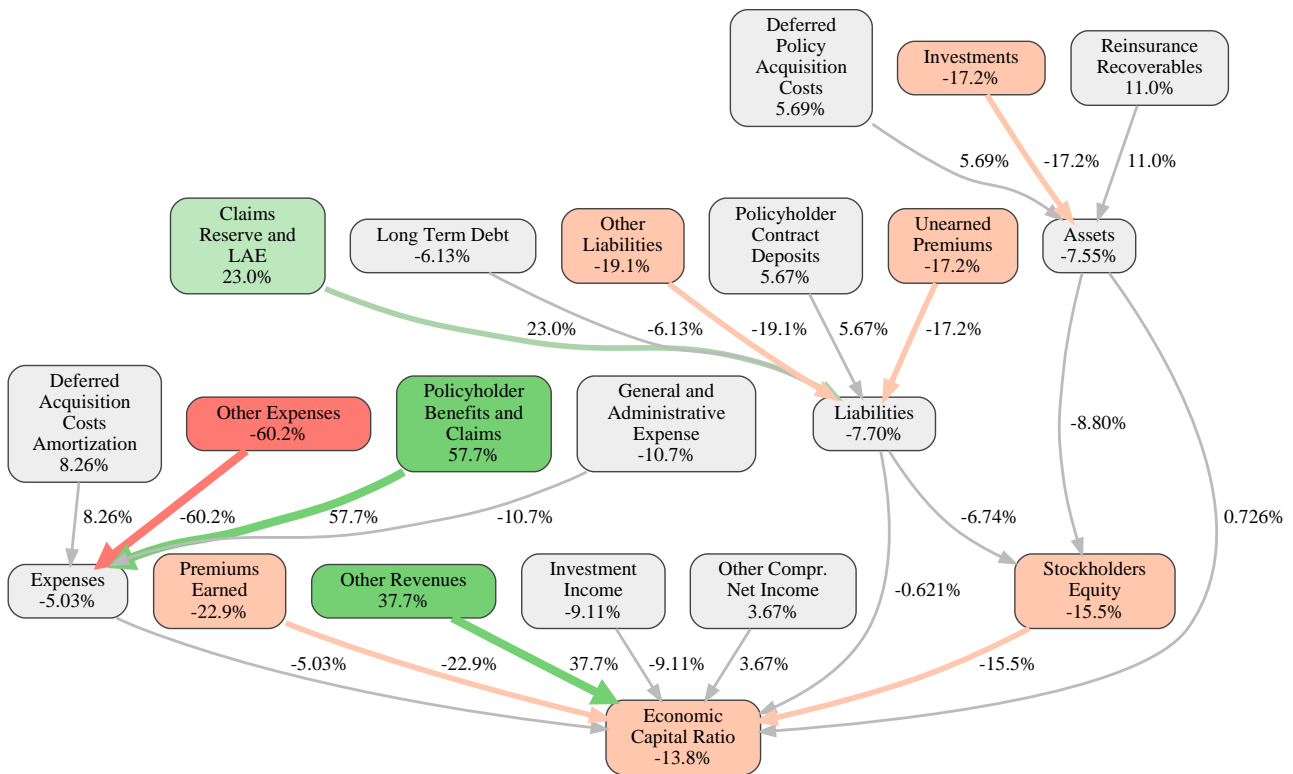 Deferred
Policy
Acquisition
Costs
5.69%
Investments
-17.2%
Reinsurance
Recoverables
11.0%
5.69%
-17.2%
11.0%
Claims
Reserve and
LAE
23.0%
Long Term Debt
-6.13%
Other
Liabilities
-19.1%
Policyholder
Contract
Deposits
5.67%
Unearned
Premiums
-17.2%
Assets
-7.55%
23.0%
-6.13%
-19.1%
5.67%
-17.2%
Deferred
Acquisition
Costs
Amortization
8.26%
Other Expenses
-60.2%
Policyholder
Benefits and
Claims
57.7%
General and
Administrative
Expense
-10.7%
Liabilities
-7.70%
-8.80%
8.26%
-60.2%
57.7%
-10.7%
-6.74%
0.726%
Expenses
-5.03%
Premiums
Earned
-22.9%
Other Revenues
37.7%
Investment
Income
-9.11%
Other Compr.
Net Income
3.67%
-0.621%
Stockholders
Equity
-15.5%
-5.03%
-22.9%
37.7%
-9.11%
3.67%
-15.5%
Economic
Capital Ratio
-13.8%